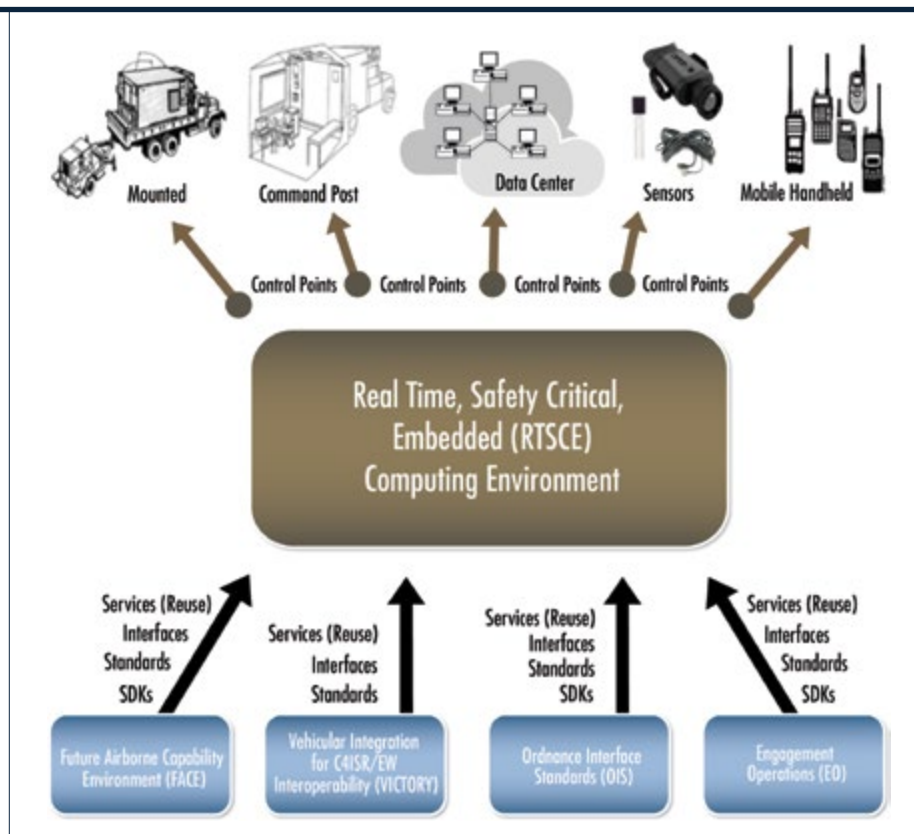 Mounted
Command Post
Data Center
Sensors
Mobile Handheld
Control Points
Control Points
Control Points
Control Points
Real Time, Safety Critical,
Embedded (RTSCE)
Computing Environment
Services (Reuse)
Interfaces
Standards
SDKs
Services (Reuse)
Interfaces
Standards
Services (Reuse)
Interfaces
Standards
SDKs
Services (Reuse)
Interfaces
Standards
SDKs
Future Airborne Capability
Environment (FACE)
Vehicular Integration
for C4ISR/EW
Interoperability (VICTORY)
Ordnance Interface
Standards (OIS)
Engagement
Operations (EO)